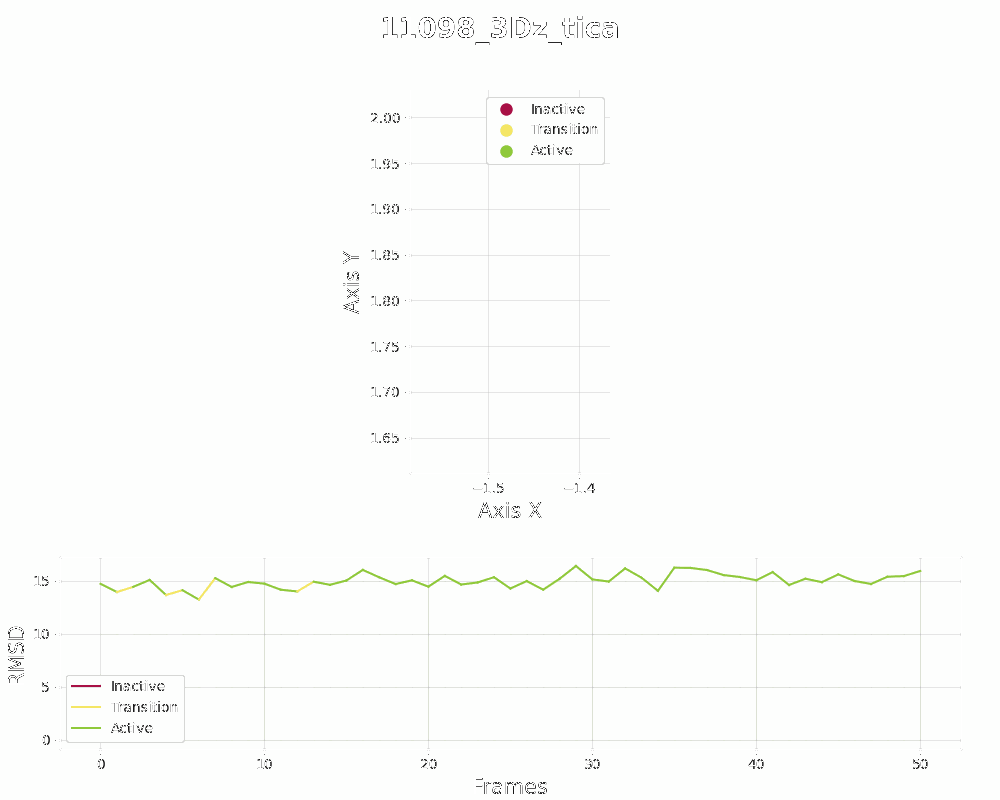 11098_3Dz_tica
Inactive
Transition
Active
2.00
1.95
1.90
1.85
1.80
1.75
1.70
1.65
Axis Y
−1.5
−1.4
Axis X
15
10
5
0
RMSD
Inactive
Transition
Active
0
10
20
30
40
50
Frames